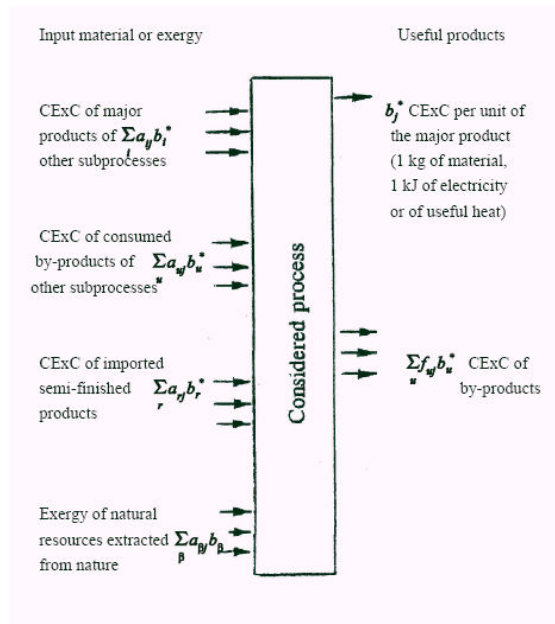 Input material or exergy
Useful products
CExC of major
products of Σaᵢⱼbᵢ*
i
other subprocesses
bⱼ* CExC per unit of
the major product
(1 kg of material,
1 kJ of electricity
or of useful heat)
CExC of consumed
by-products of Σaᵤⱼbᵤ*
u
other subprocesses
Considered process
CExC of imported
semi-finished Σaᵣⱼbᵣ*
r
products
Σfᵤⱼbᵤ* CExC of
u
by-products
Exergy of natural
resources extracted Σaᵦⱼbᵦ
β
from nature